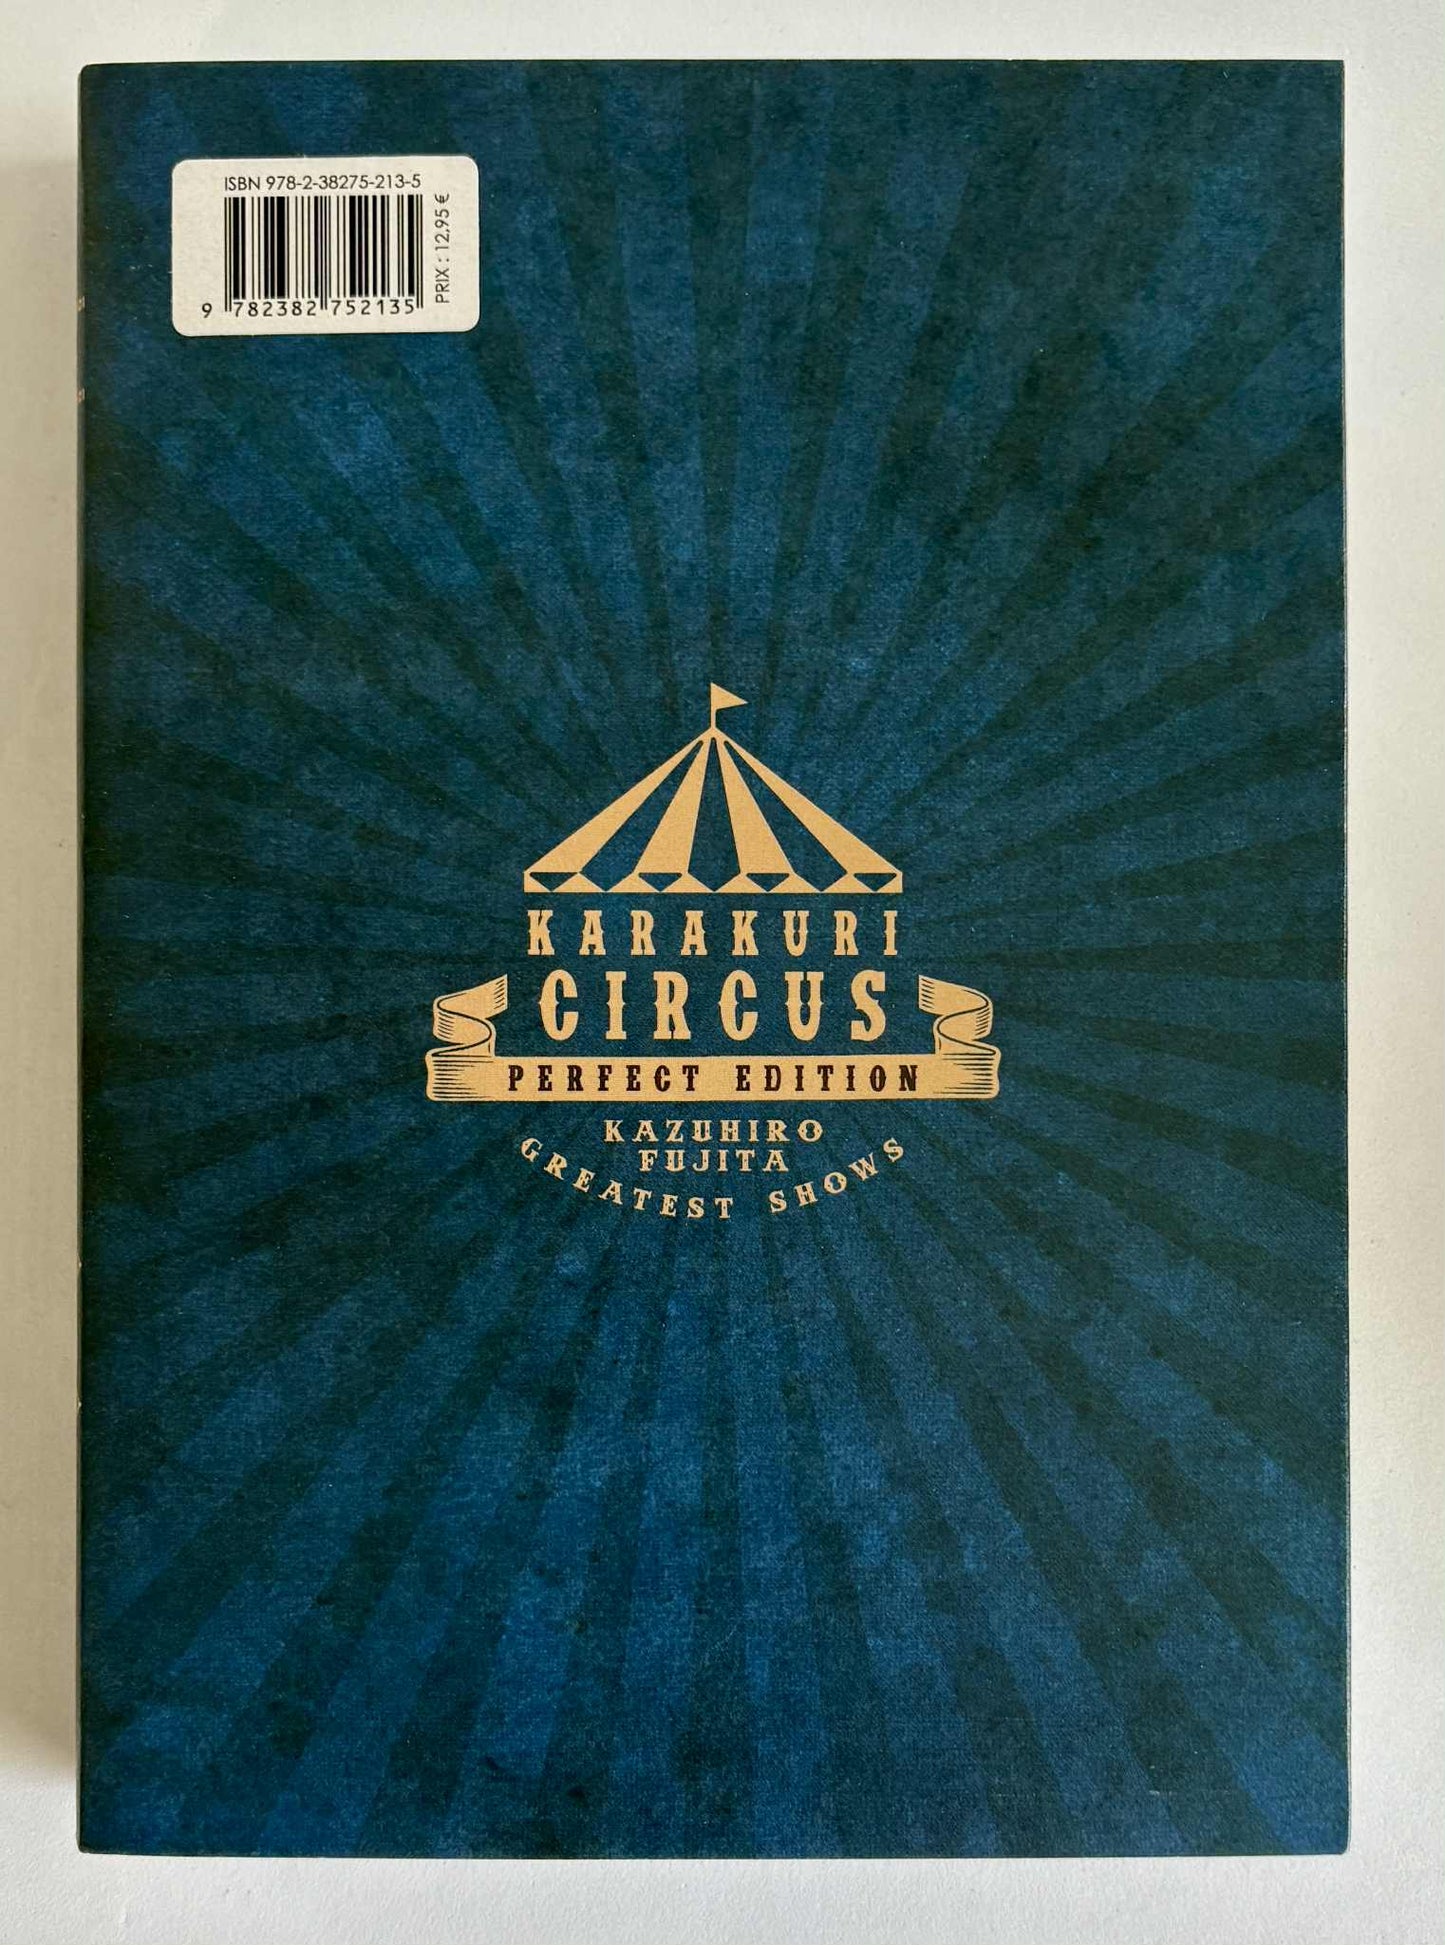 ISBN 978-2-38275-213-5
PRIX : 12,95 €
9 782382 752135
KARAKURI
CIRCUS
PERFECT EDITION
KAZUHIRO
FUJITA
GREATEST SHOWS